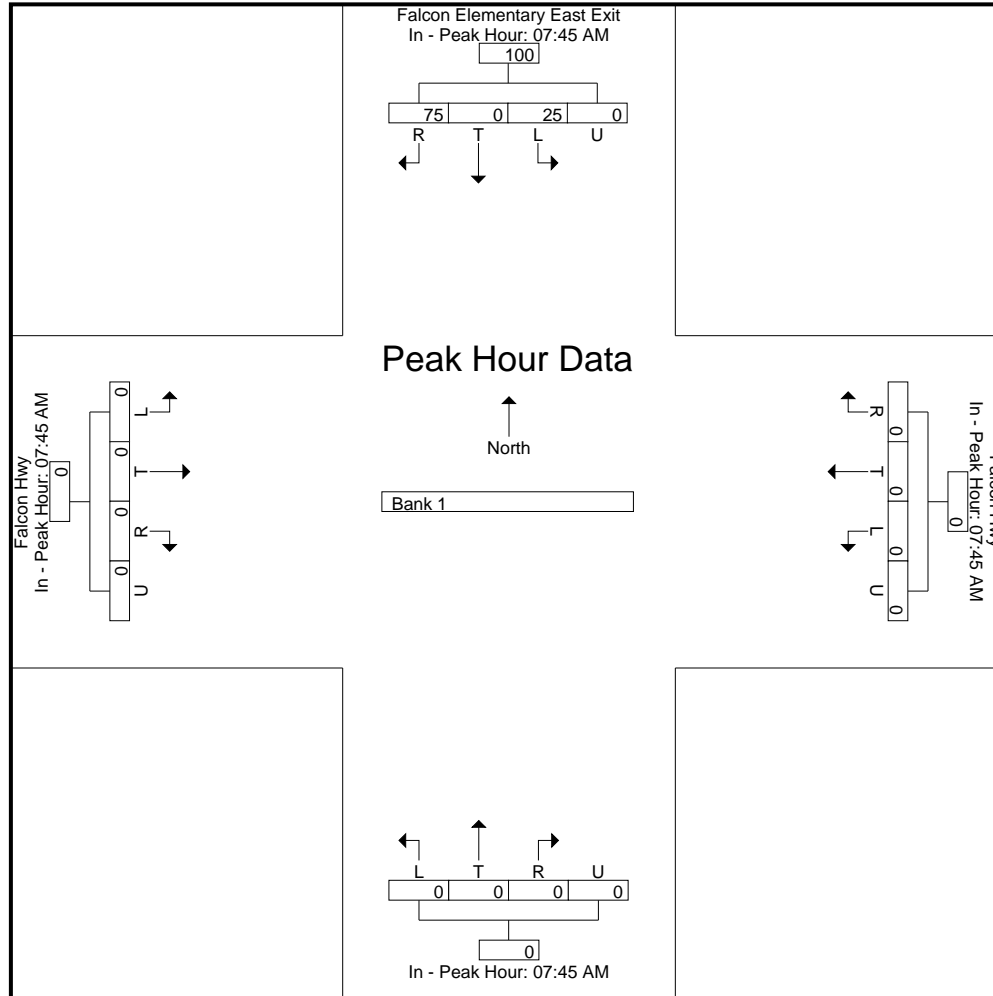 Falcon Elementary East Exit
In - Peak Hour: 07:45 AM
100
75 0 25 0
R T L U
Peak Hour Data
North
Bank 1
Falcon Hwy
In - Peak Hour: 07:45 AM
0
0 0 0 0
L T R U
Falcon Hwy
In - Peak Hour: 07:45 AM
0
0 0 0 0
R T L U
L T R U
0 0 0 0
0
In - Peak Hour: 07:45 AM